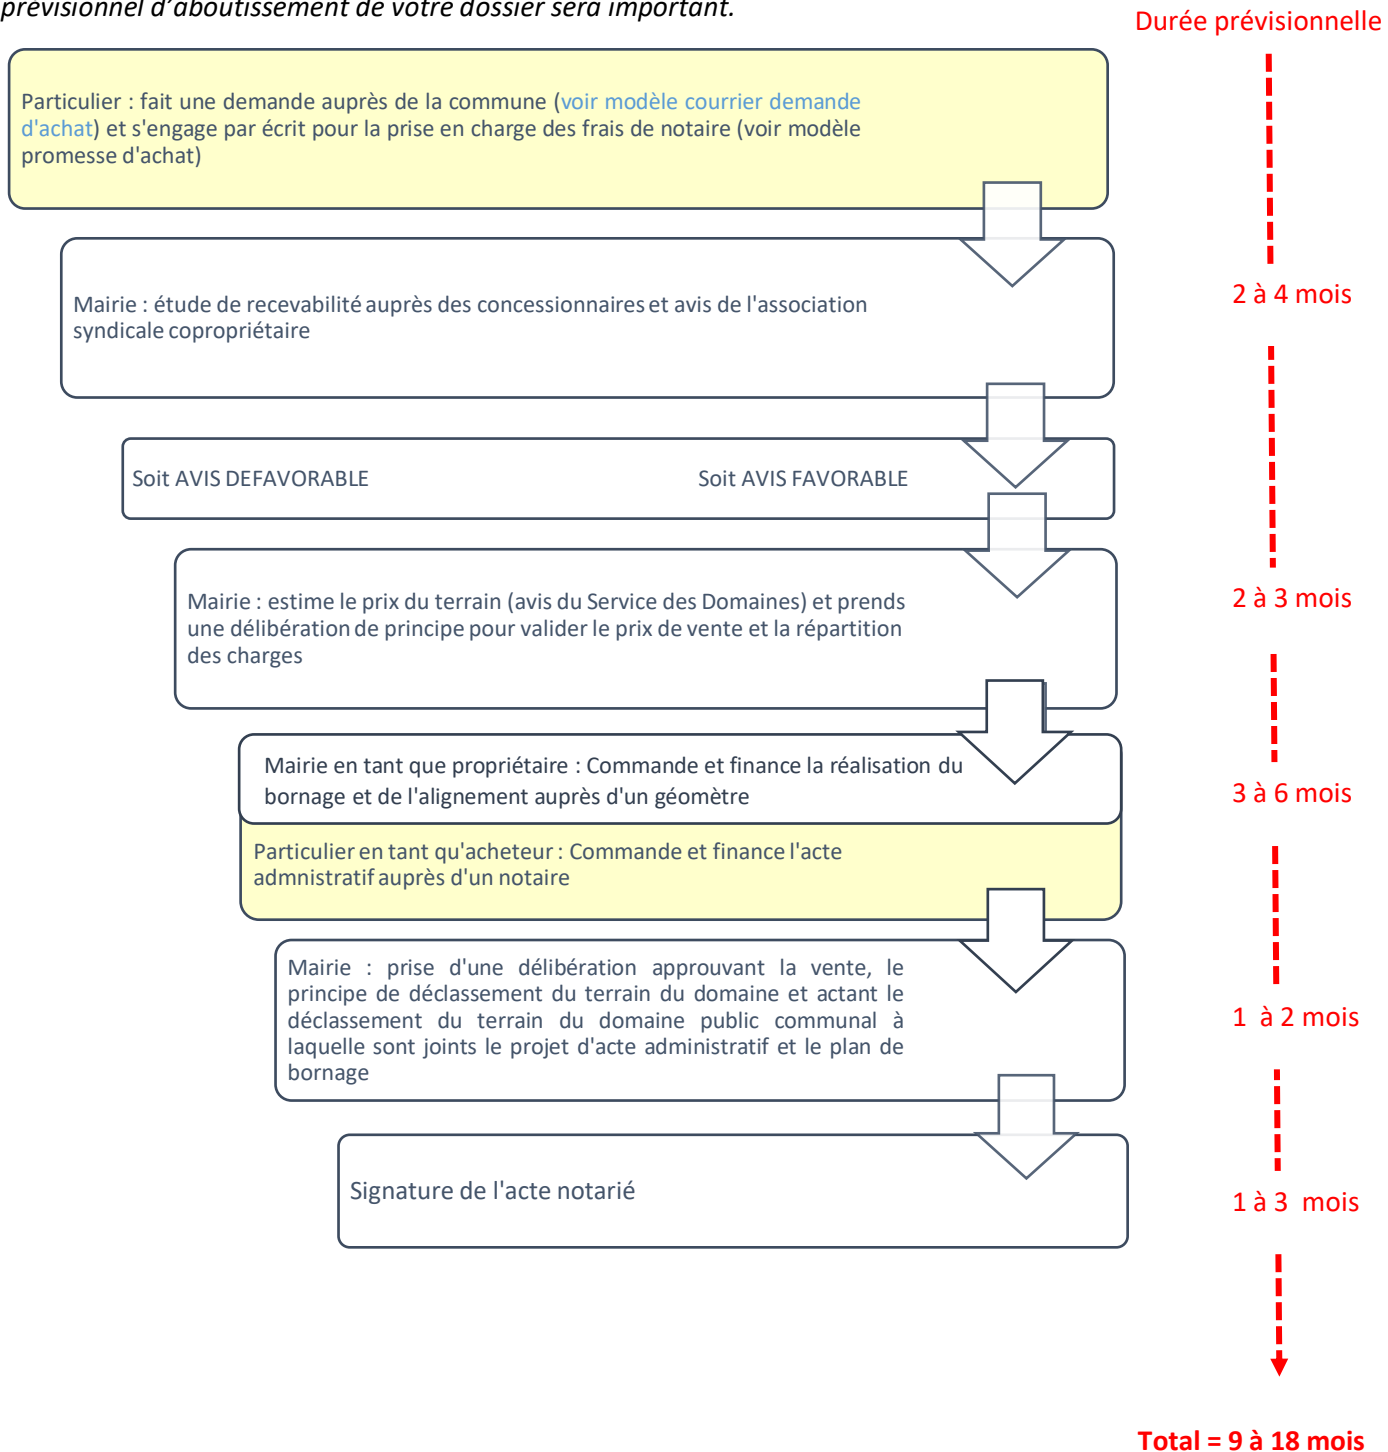 prévisionnel d'aboutissement de votre dossier sera important.
Durée prévisionnelle
Particulier : fait une demande auprès de la commune (voir modèle courrier demande
d'achat) et s'engage par écrit pour la prise en charge des frais de notaire (voir modèle
promesse d'achat)
2 à 4 mois
Mairie : étude de recevabilité auprès des concessionnaires et avis de l'association
syndicale copropriétaire
Soit AVIS DEFAVORABLE Soit AVIS FAVORABLE
2 à 3 mois
Mairie : estime le prix du terrain (avis du Service des Domaines) et prends
une délibération de principe pour valider le prix de vente et la répartition
des charges
Mairie en tant que propriétaire : Commande et finance la réalisation du
bornage et de l'alignement auprès d'un géomètre
3 à 6 mois
Particulier en tant qu'acheteur : Commande et finance l'acte
admnistratif auprès d'un notaire
Mairie : prise d'une délibération approuvant la vente, le
principe de déclassement du terrain du domaine et actant le
déclassement du terrain du domaine public communal à
laquelle sont joints le projet d'acte administratif et le plan de
bornage
1 à 2 mois
Signature de l'acte notarié
1 à 3 mois
Total = 9 à 18 mois